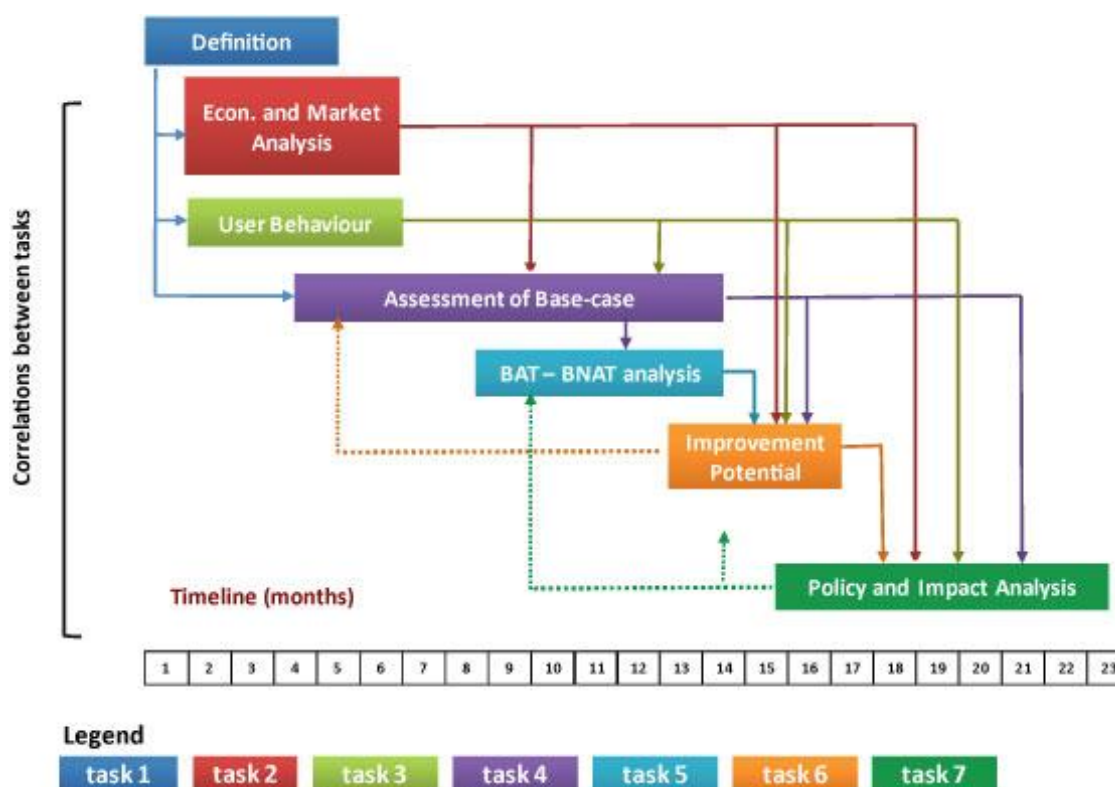 Definition
Econ. and Market
Analysis
User Behaviour
Assessment of Base-case
BAT – BNAT analysis
Improvement
Potential
Policy and Impact Analysis
Correlations between tasks
Timeline (months)
1 2 3 4 5 6 7 8 9 10 11 12 13 14 15 16 17 18 19 20 21 22 23
Legend
task 1 task 2 task 3 task 4 task 5 task 6 task 7